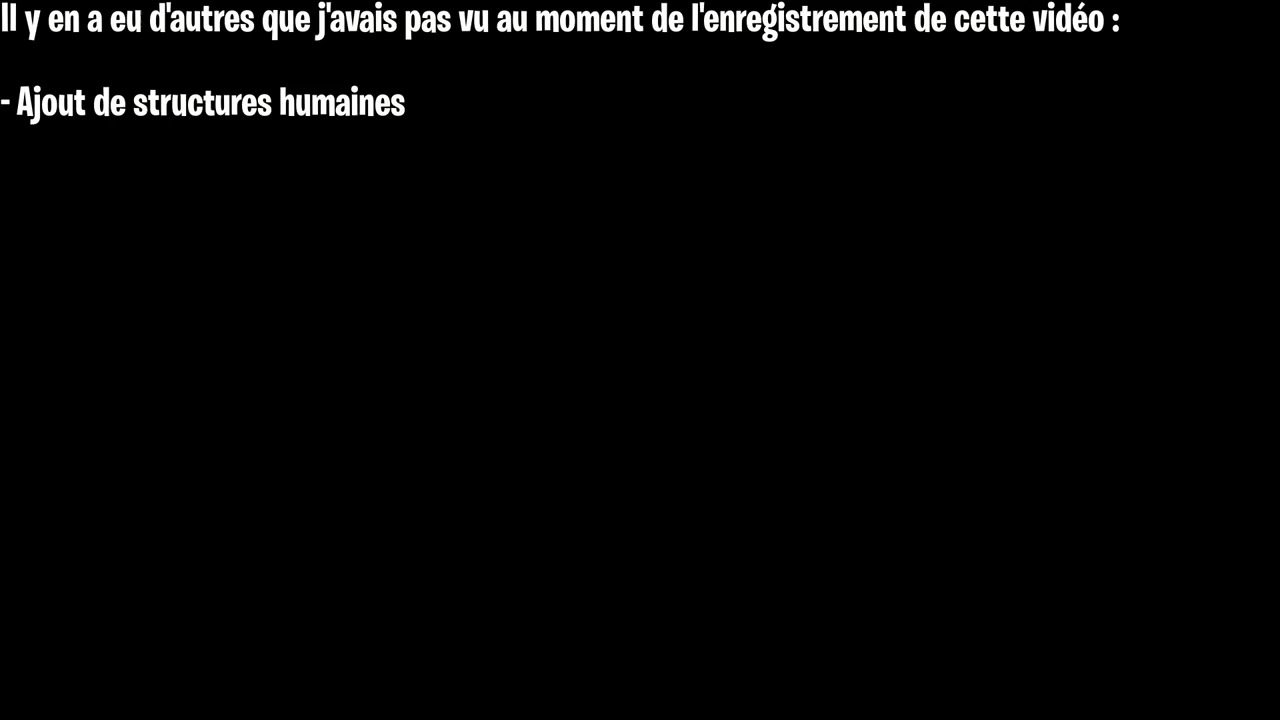 Il y en a eu d'autres que j'avais pas vu au moment de l'enregistrement de cette vidéo :
- Ajout de structures humaines